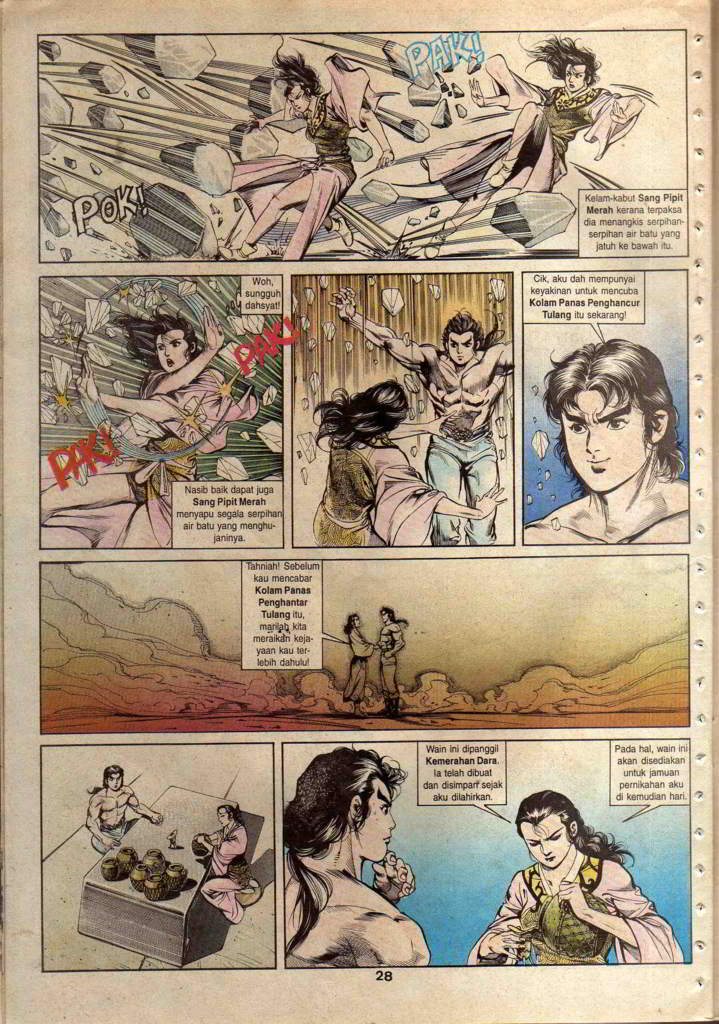 PAK!
POK!
Kelam-kabut Sang Pipit
Merah kerana terpaksa
dia menangkis serpihan-
serpihan air batu yang
jatuh ke bawah itu.
Woh,
sungguh
dahsyat!
PAK!
PAK!
Nasib baik dapat juga
Sang Pipit Merah
menyapu segala serpihan
air batu yang menghu-
janinya.
Cik, aku dah mempunyai
keyakinan untuk mencuba
Kolam Panas Penghancur
Tulang itu sekarang!
Tahniah! Sebelum
kau mencabar
Kolam Panas
Penghantar
Tulang itu,
marilah kita
meraikan keja-
yaan kau ter-
lebih dahulu!
Wain ini dipanggil
Kemerahan Dara.
Ia telah dibuat
dan disimpan sejak
aku dilahirkan.
Pada hal, wain ini
akan disediakan
untuk jamuan
pernikahan aku
di kemudian hari.
28